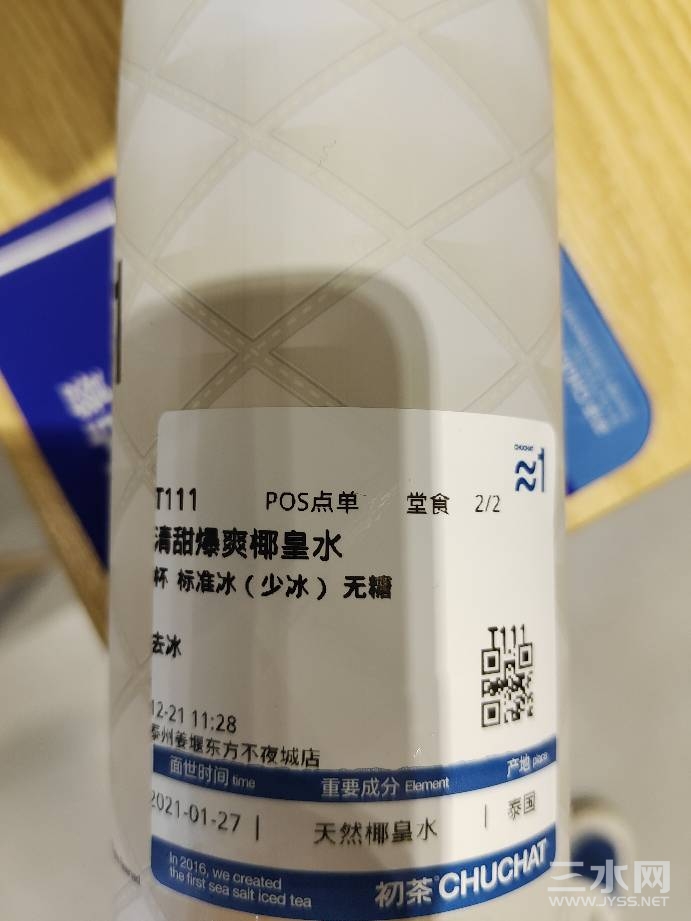 T111 POS点单 堂食 2/2
清甜爆爽椰皇水
杯 标准冰（少冰） 无糖
去冰
T111
12-21 11:28
泰州姜堰东方不夜城店
面世时间 time 重要成分 Element 产地 place
2021-01-27 | 天然椰皇水 | 泰国
In 2016, we created
the first sea salt iced tea
初茶 CHUCHAT
三水网
WWW.JYSS.NET